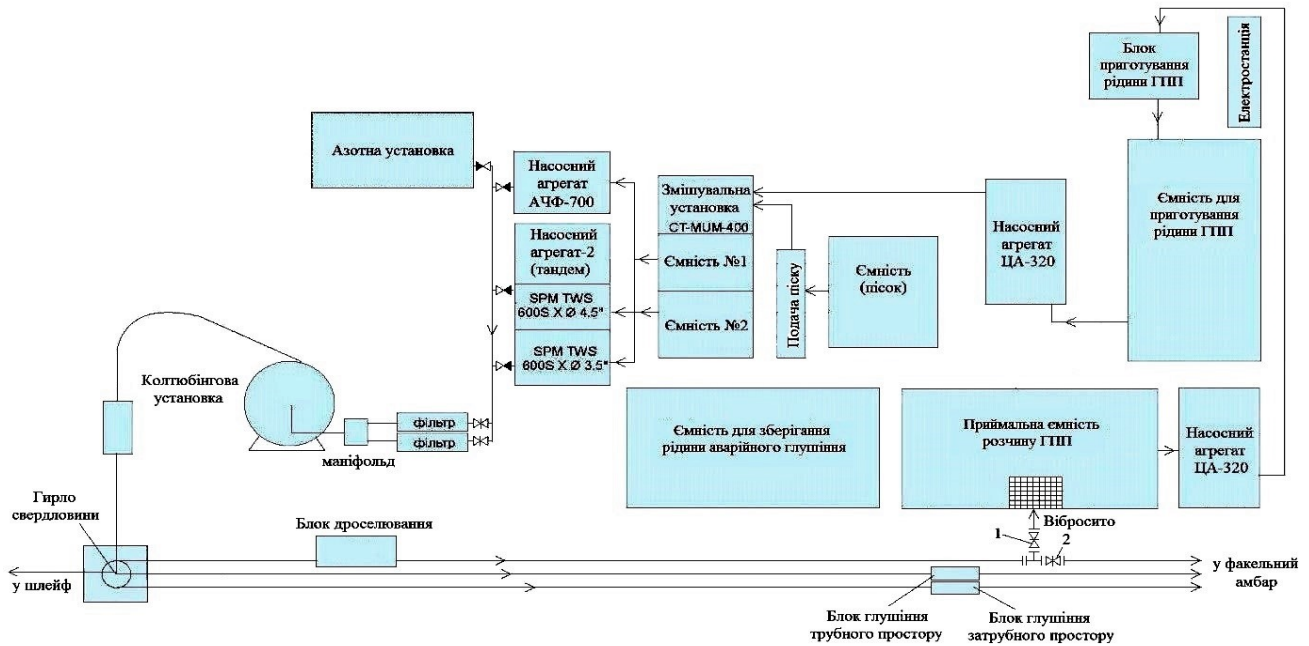 Блок
приготування
рідини ГПП
Електростанція
Азотна установка
Насосний
агрегат
АЧФ-700
Змішувальна
установка
СТ-MUM-400
Насосний
агрегат
ЦА-320
Ємність для
приготування
рідини ГПП
Насосний
агрегат-2
(тандем)
Ємність №1
Подача піску
Ємність
(пісок)
SPM TWS
600S X Ø 4.5"
Ємність №2
SPM TWS
600S X Ø 3.5"
Колтюбінгова
установка
фільтр
фільтр
маніфольд
Ємність для зберігання
рідини аварійного глушіння
Приймальна ємність
розчину ГПП
Насосний
агрегат
ЦА-320
Гирло
свердловини
Блок дроселювання
Вібросито
1
2
у шлейф
у факельний
амбар
Блок глушіння
трубного простору
Блок глушіння
затрубного простору